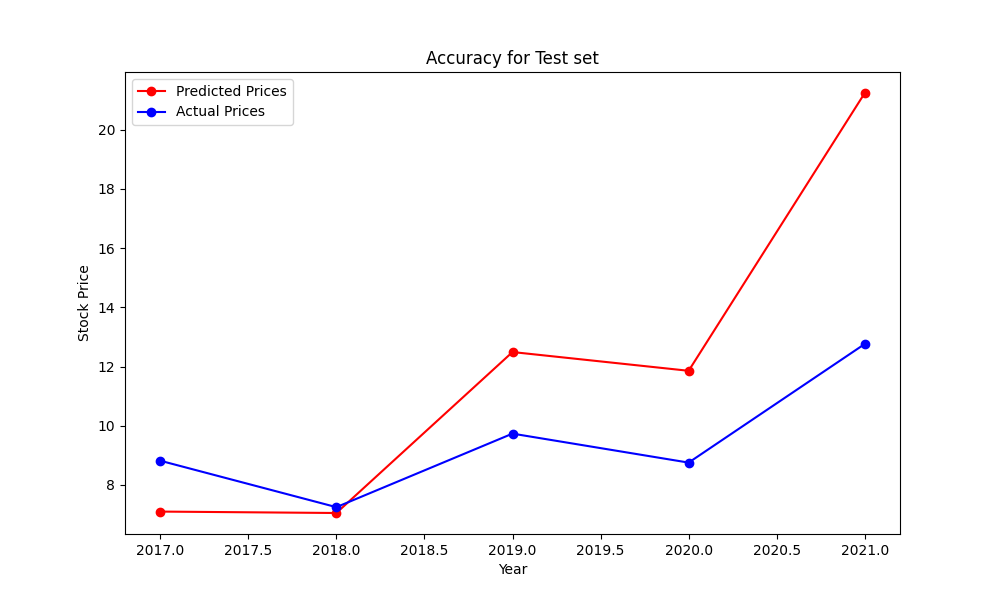 Accuracy for Test set
Predicted Prices
Actual Prices
Stock Price
20
18
16
14
12
10
8
2017.0 2017.5 2018.0 2018.5 2019.0 2019.5 2020.0 2020.5 2021.0
Year